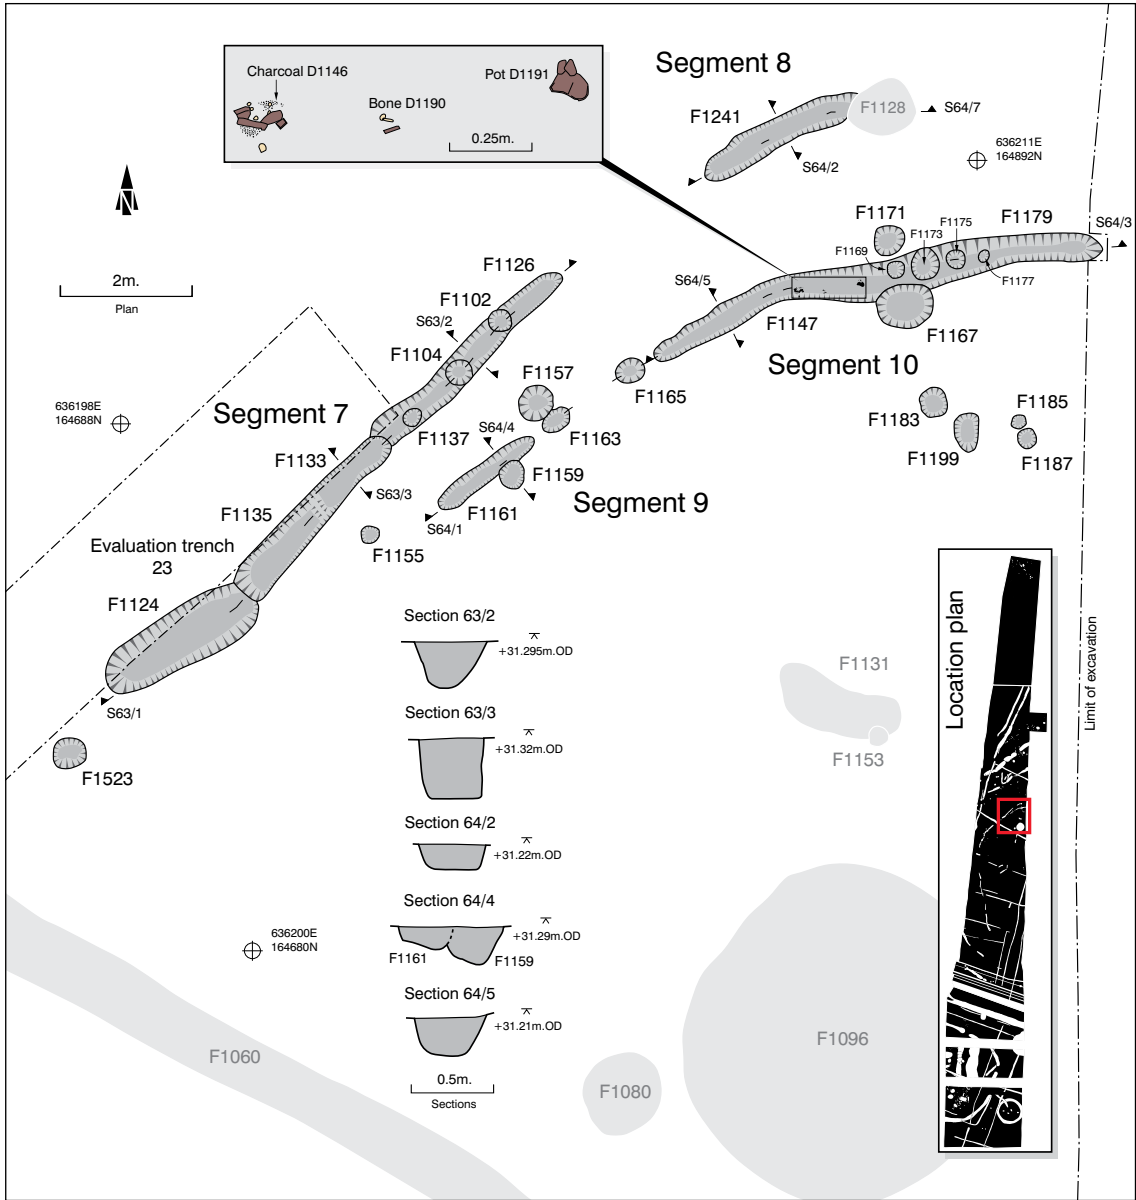 Segment 8
Charcoal D1146
Pot D1191
Bone D1190
0.25m.
F1241
F1128
S64/7
636211E
164892N
S64/2
N
F1171
F1175
F1179
F1173
S64/3
F1169
F1177
F1126
2m.
Plan
F1102
S64/5
S63/2
F1147
F1167
F1104
Segment 10
F1157
F1165
636198E
164688N
Segment 7
F1137
S64/4
F1163
F1183
F1185
F1133
F1199
F1187
F1159
S63/3
Segment 9
F1135
F1161
S64/1
Evaluation trench
23
F1155
F1124
Section 63/2
+31.295m.OD
Location plan
Limit of excavation
F1131
S63/1
Section 63/3
+31.32m.OD
F1153
F1523
Section 64/2
+31.22m.OD
Section 64/4
+31.29m.OD
F1161
F1159
636200E
164680N
Section 64/5
+31.21m.OD
F1060
F1096
0.5m.
Sections
F1080